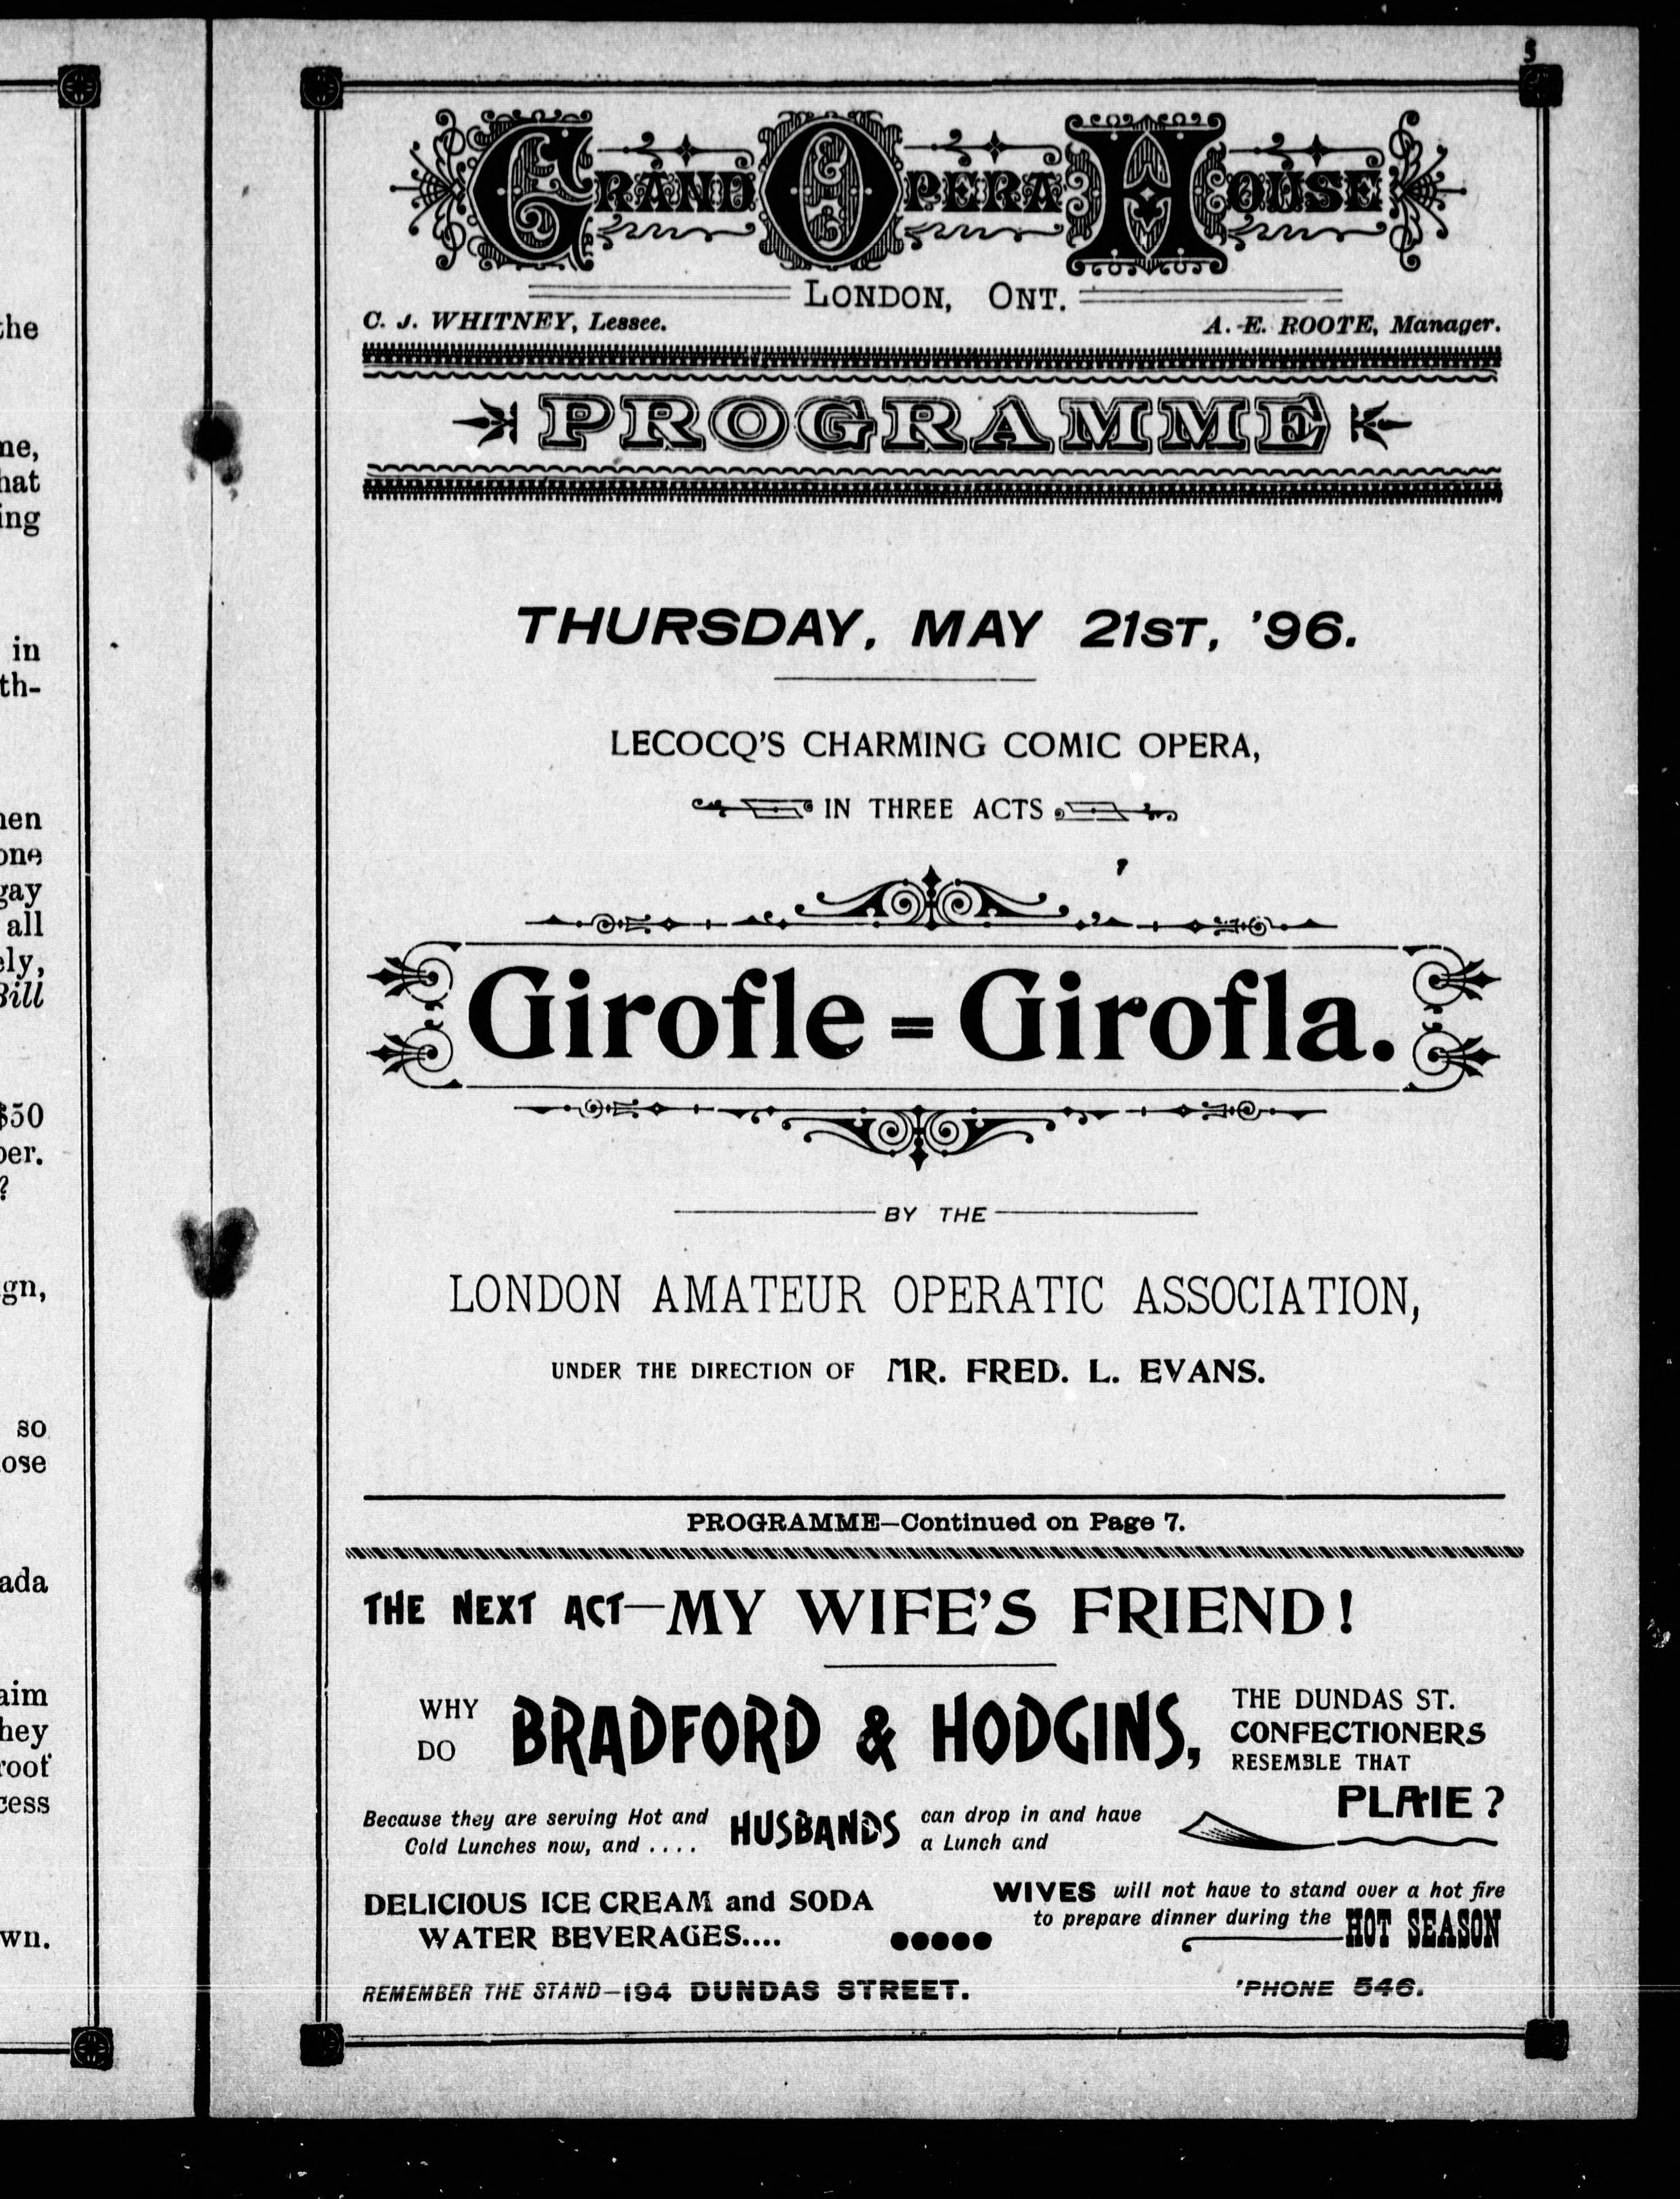 the
me,
hat
ing
in
th-
hen
one
gay
all
ely,
Bill
$50
per.
?
gn,
so
ose
ada
aim
they
root
cess
wn.
5
GRAND OPERA HOUSE
LONDON, ONT.
C. J. WHITNEY, Lessee. A. E. ROOTE, Manager.
PROGRAMME
THURSDAY, MAY 21ST, '96.
LECOCQ'S CHARMING COMIC OPERA,
IN THREE ACTS
Girofle = Girofla.
BY THE
LONDON AMATEUR OPERATIC ASSOCIATION,
UNDER THE DIRECTION OF MR. FRED. L. EVANS.
PROGRAMME—Continued on Page 7.
THE NEXT ACT—MY WIFE'S FRIEND!
WHY DO BRADFORD & HODGINS, THE DUNDAS ST.
CONFECTIONERS
RESEMBLE THAT
PLAIE ?
Because they are serving Hot and
Cold Lunches now, and ....
HUSBANDS
can drop in and have
a Lunch and
DELICIOUS ICE CREAM and SODA
WATER BEVERAGES....
WIVES will not have to stand over a hot fire
to prepare dinner during the HOT SEASON
REMEMBER THE STAND—194 DUNDAS STREET. 'PHONE 546.